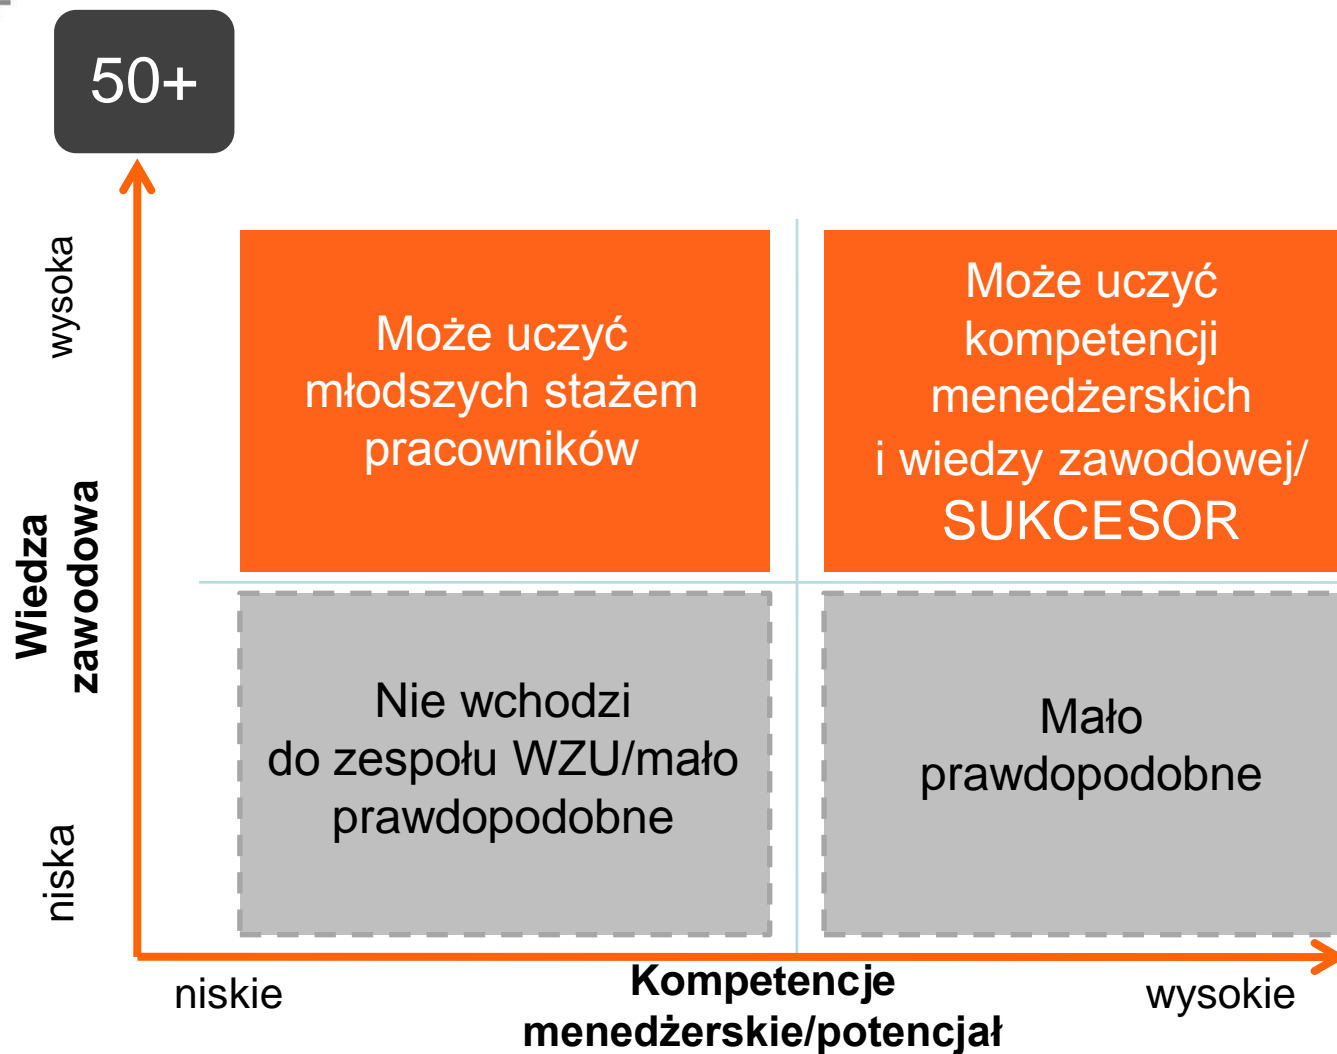 50+
wysoka
Może uczyć
młodszych stażem
pracowników
Może uczyć
kompetencji
menedżerskich
i wiedzy zawodowej/
SUKCESOR
Wiedza
zawodowa
Nie wchodzi
do zespołu WZU/mało
prawdopodobne
Mało
prawdopodobne
niska
niskie
Kompetencje
menedżerskie/potencjał
wysokie